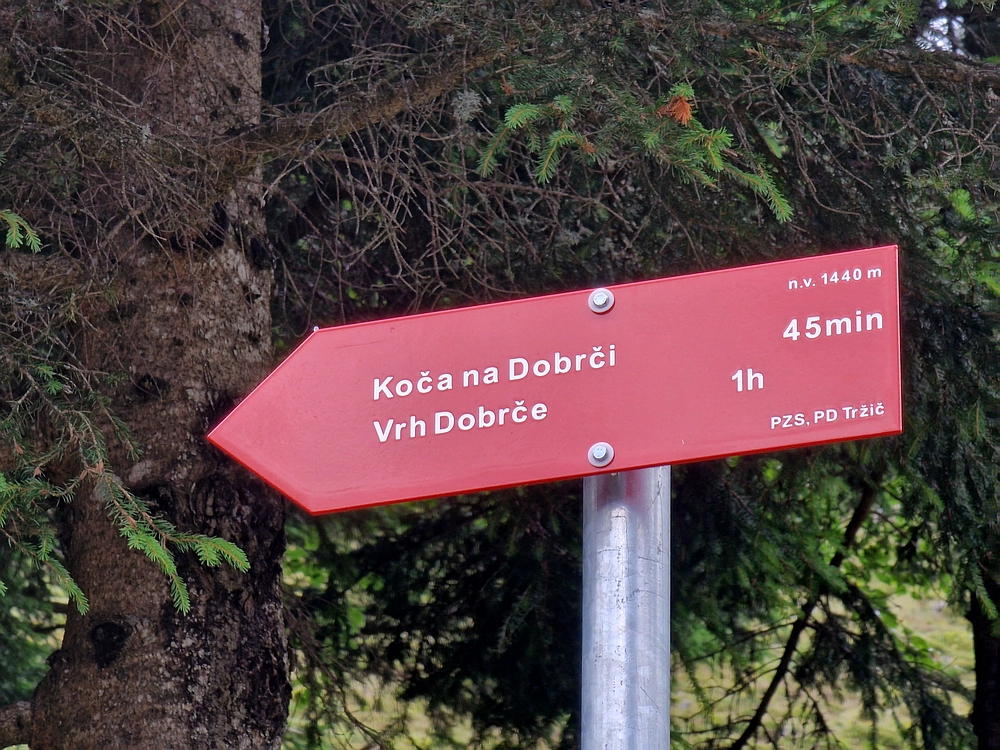 n.v. 1440 m
Koča na Dobrči 45min
Vrh Dobrče 1h
PZS, PD Tržič